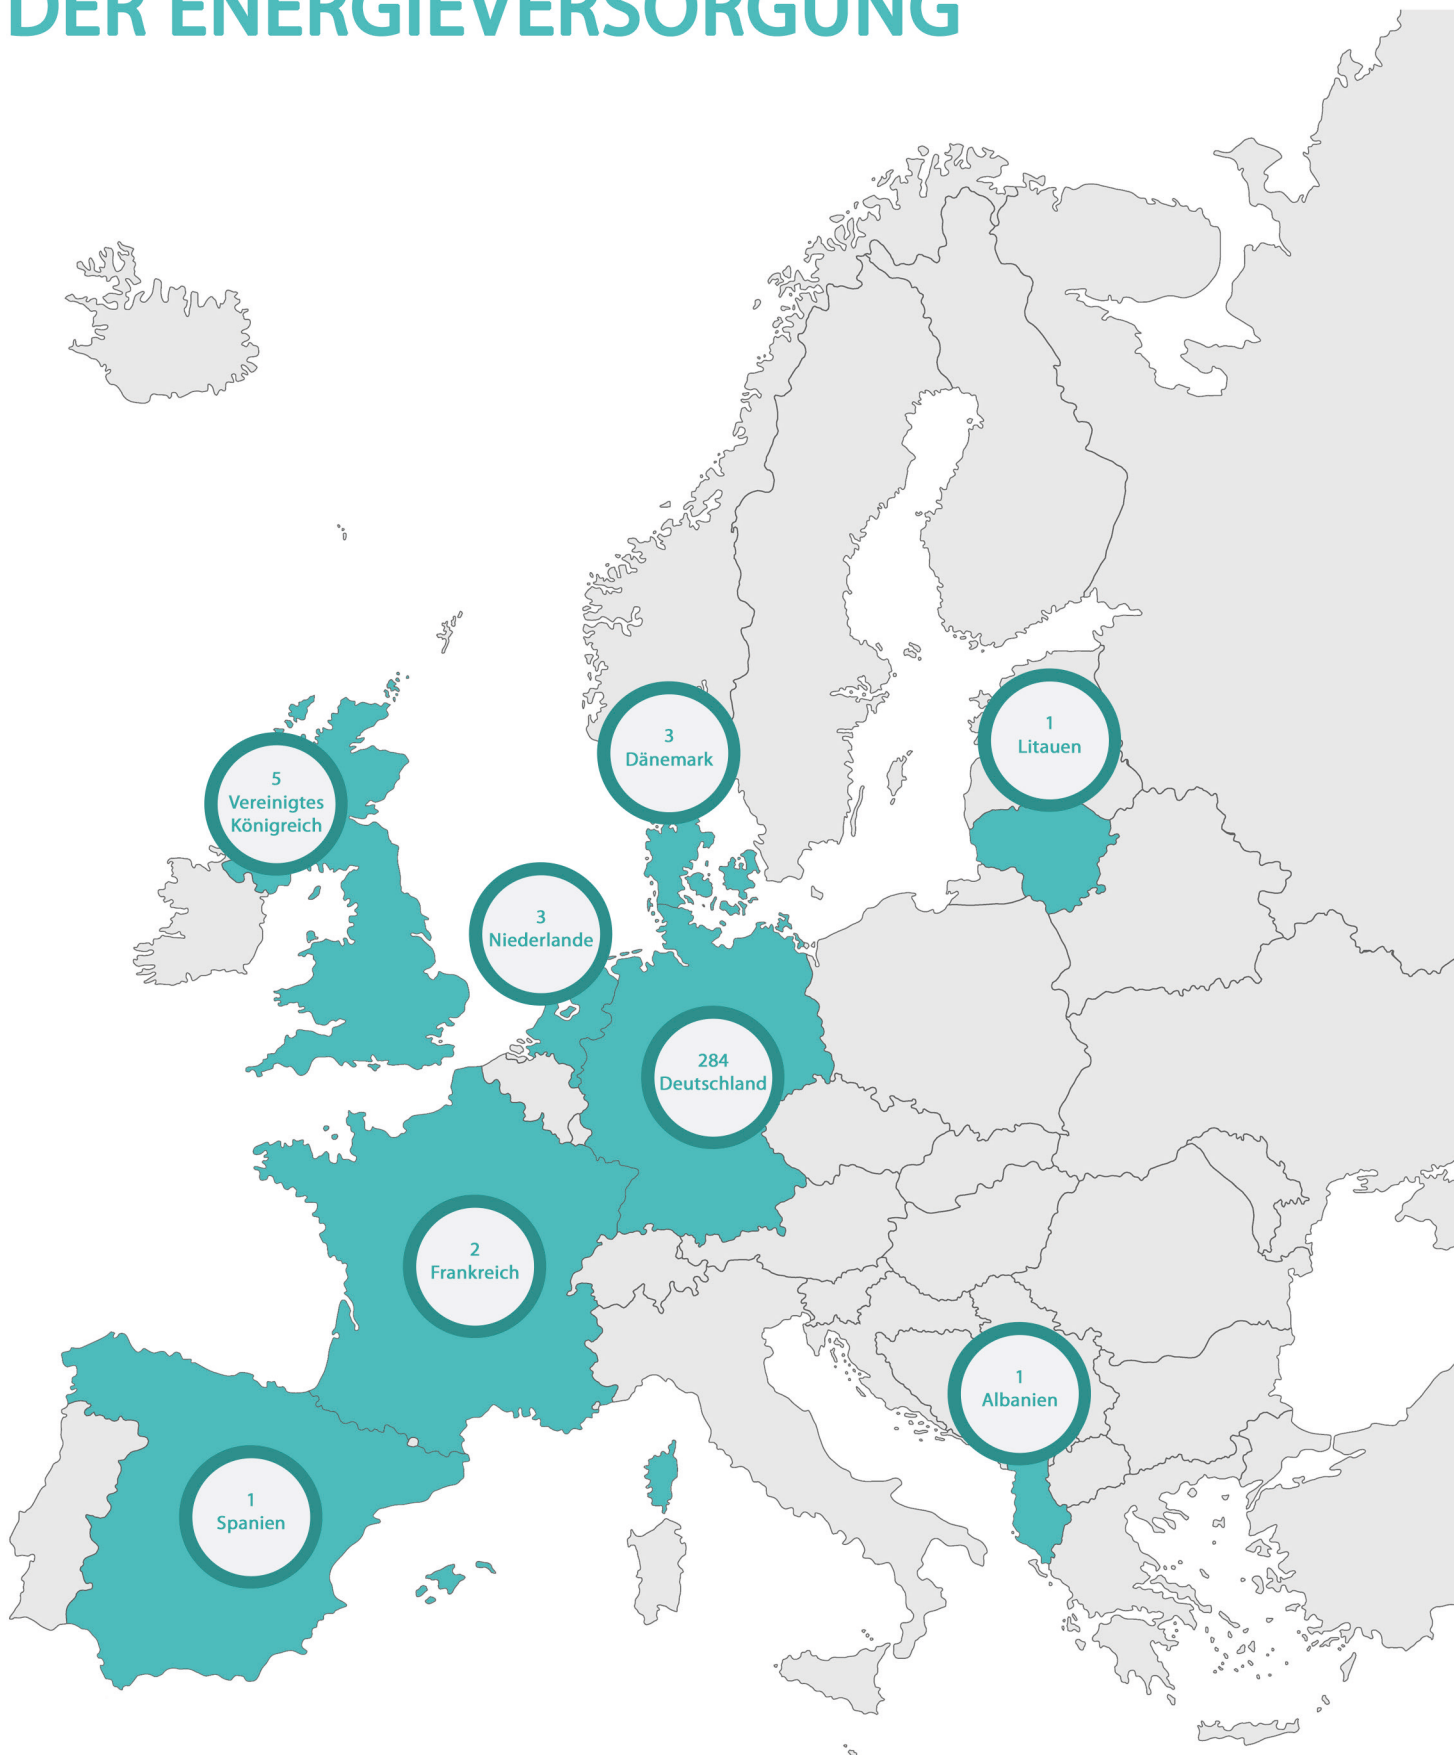 DER ENERGIEVERSORGUNG
3
Dänemark
1
Litauen
5
Vereinigtes
Königreich
3
Niederlande
284
Deutschland
2
Frankreich
1
Albanien
1
Spanien